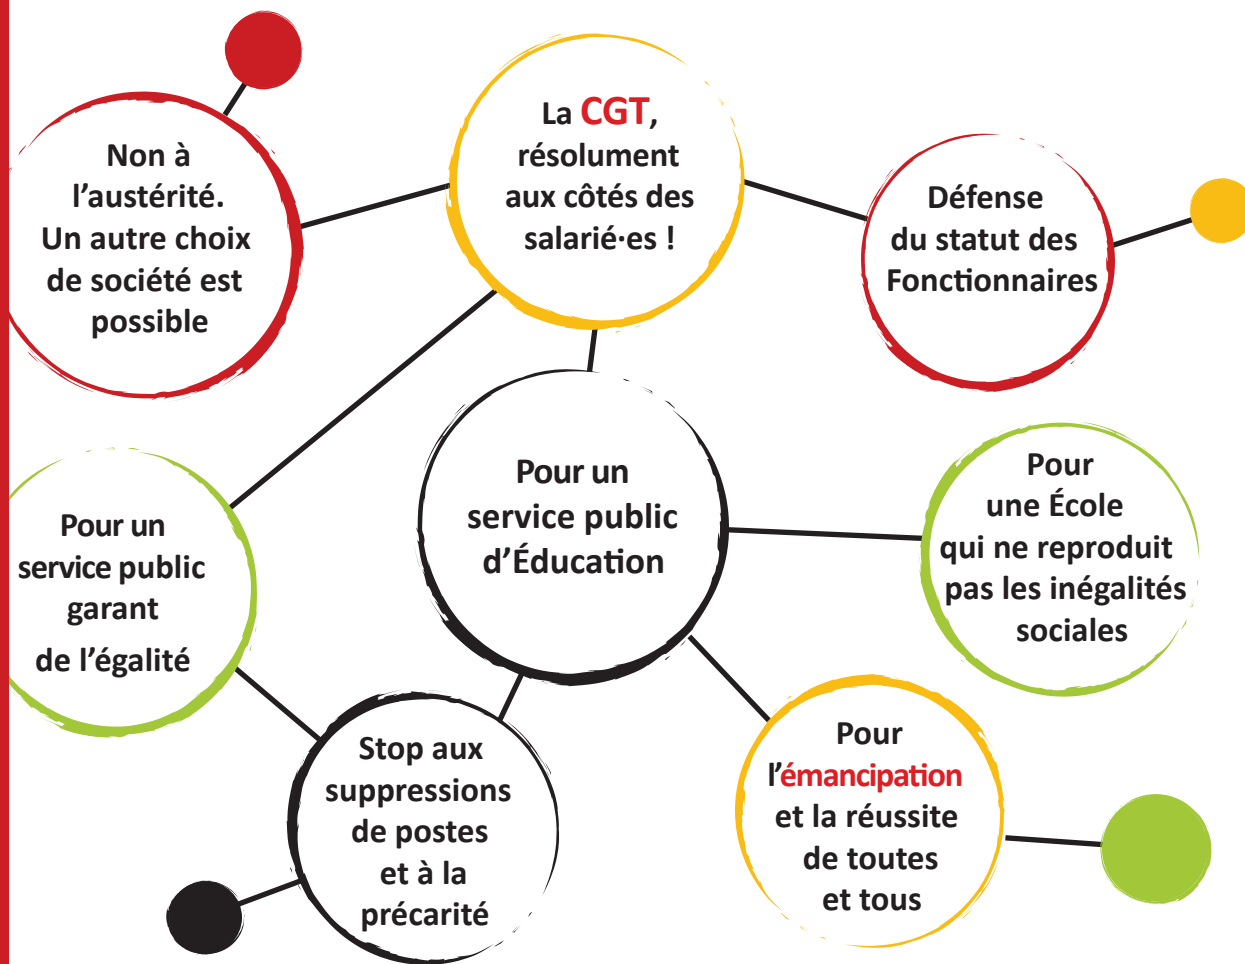 Non à
l’austérité.
Un autre choix
de société est
possible
La CGT,
résolument
aux côtés des
salarié·es !
Défense
du statut des
Fonctionnaires
Pour un
service public
d’Éducation
Pour
une École
qui ne reproduit
pas les inégalités
sociales
Pour un
service public
garant
de l’égalité
Stop aux
suppressions
de postes
et à la
précarité
Pour
l’émancipation
et la réussite
de toutes
et tous